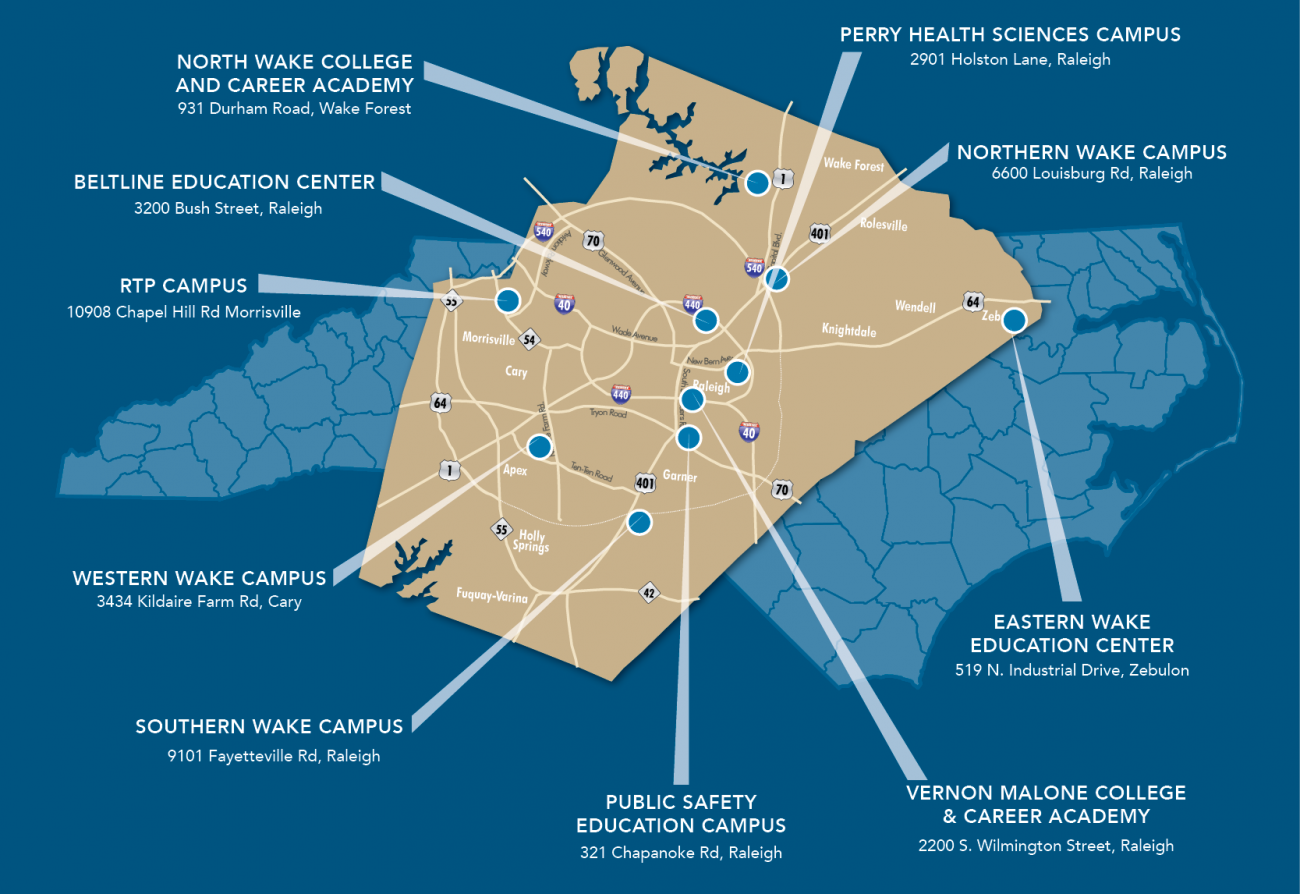 PERRY HEALTH SCIENCES CAMPUS
2901 Holston Lane, Raleigh
NORTH WAKE COLLEGE
AND CAREER ACADEMY
931 Durham Road, Wake Forest
NORTHERN WAKE CAMPUS
6600 Louisburg Rd, Raleigh
BELTLINE EDUCATION CENTER
3200 Bush Street, Raleigh
RTP CAMPUS
10908 Chapel Hill Rd Morrisville
Wake Forest
1
401
Rolesville
540
70
Glenwood Avenue
540
55
40
440
64
Wendell
Zeb
Knightdale
Morrisville
54
Wade Avenue
New Bern Ave
Cary
Raleigh
440
64
Tryon Road
40
1
Apex
Ten-Ten Road
401
Garner
70
55
Holly
Springs
Fuquay-Varina
42
WESTERN WAKE CAMPUS
3434 Kildaire Farm Rd, Cary
EASTERN WAKE
EDUCATION CENTER
519 N. Industrial Drive, Zebulon
SOUTHERN WAKE CAMPUS
9101 Fayetteville Rd, Raleigh
PUBLIC SAFETY
EDUCATION CAMPUS
321 Chapanoke Rd, Raleigh
VERNON MALONE COLLEGE
& CAREER ACADEMY
2200 S. Wilmington Street, Raleigh